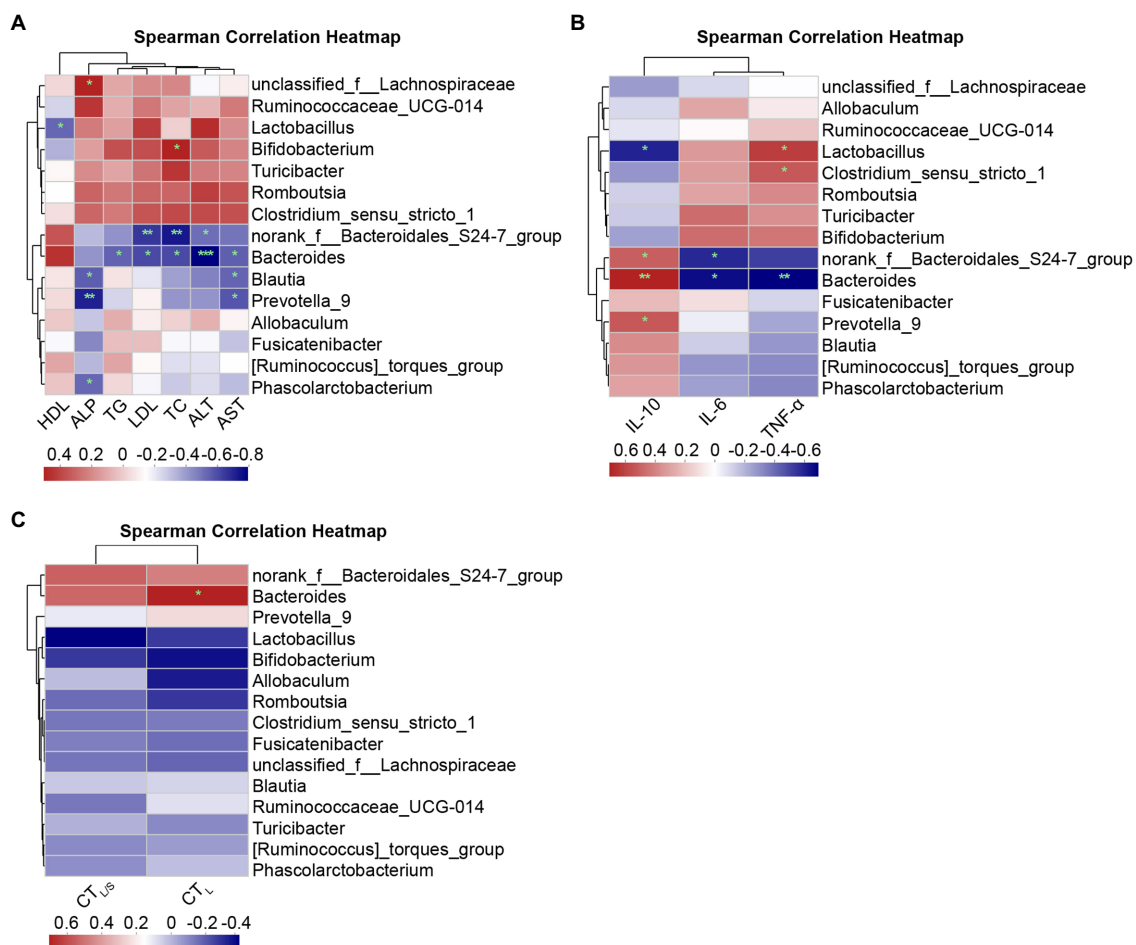 A
Spearman Correlation Heatmap
*
unclassified_f__Lachnospiraceae
Ruminococcaceae_UCG-014
*
Lactobacillus
*
Bifidobacterium
Turicibacter
Romboutsia
Clostridium_sensu_stricto_1
** ** *
norank_f__Bacteroidales_S24-7_group
* * * *** *
Bacteroides
* *
Blautia
** *
Prevotella_9
Allobaculum
Fusicatenibacter
[Ruminococcus]_torques_group
*
Phascolarctobacterium
HDL ALP TG LDL TC ALT AST
0.4 0.2 0 -0.2 -0.4 -0.6 -0.8
B
Spearman Correlation Heatmap
unclassified_f__Lachnospiraceae
Allobaculum
Ruminococcaceae_UCG-014
* *
Lactobacillus
*
Clostridium_sensu_stricto_1
Romboutsia
Turicibacter
Bifidobacterium
* *
norank_f__Bacteroidales_S24-7_group
** * **
Bacteroides
Fusicatenibacter
*
Prevotella_9
Blautia
[Ruminococcus]_torques_group
Phascolarctobacterium
IL-10 IL-6 TNF-α
0.6 0.4 0.2 0 -0.2 -0.4 -0.6
C
Spearman Correlation Heatmap
norank_f__Bacteroidales_S24-7_group
*
Bacteroides
Prevotella_9
Lactobacillus
Bifidobacterium
Allobaculum
Romboutsia
Clostridium_sensu_stricto_1
Fusicatenibacter
unclassified_f__Lachnospiraceae
Blautia
Ruminococcaceae_UCG-014
Turicibacter
[Ruminococcus]_torques_group
Phascolarctobacterium
CT L/S CT L
0.6 0.4 0.2 0 -0.2 -0.4